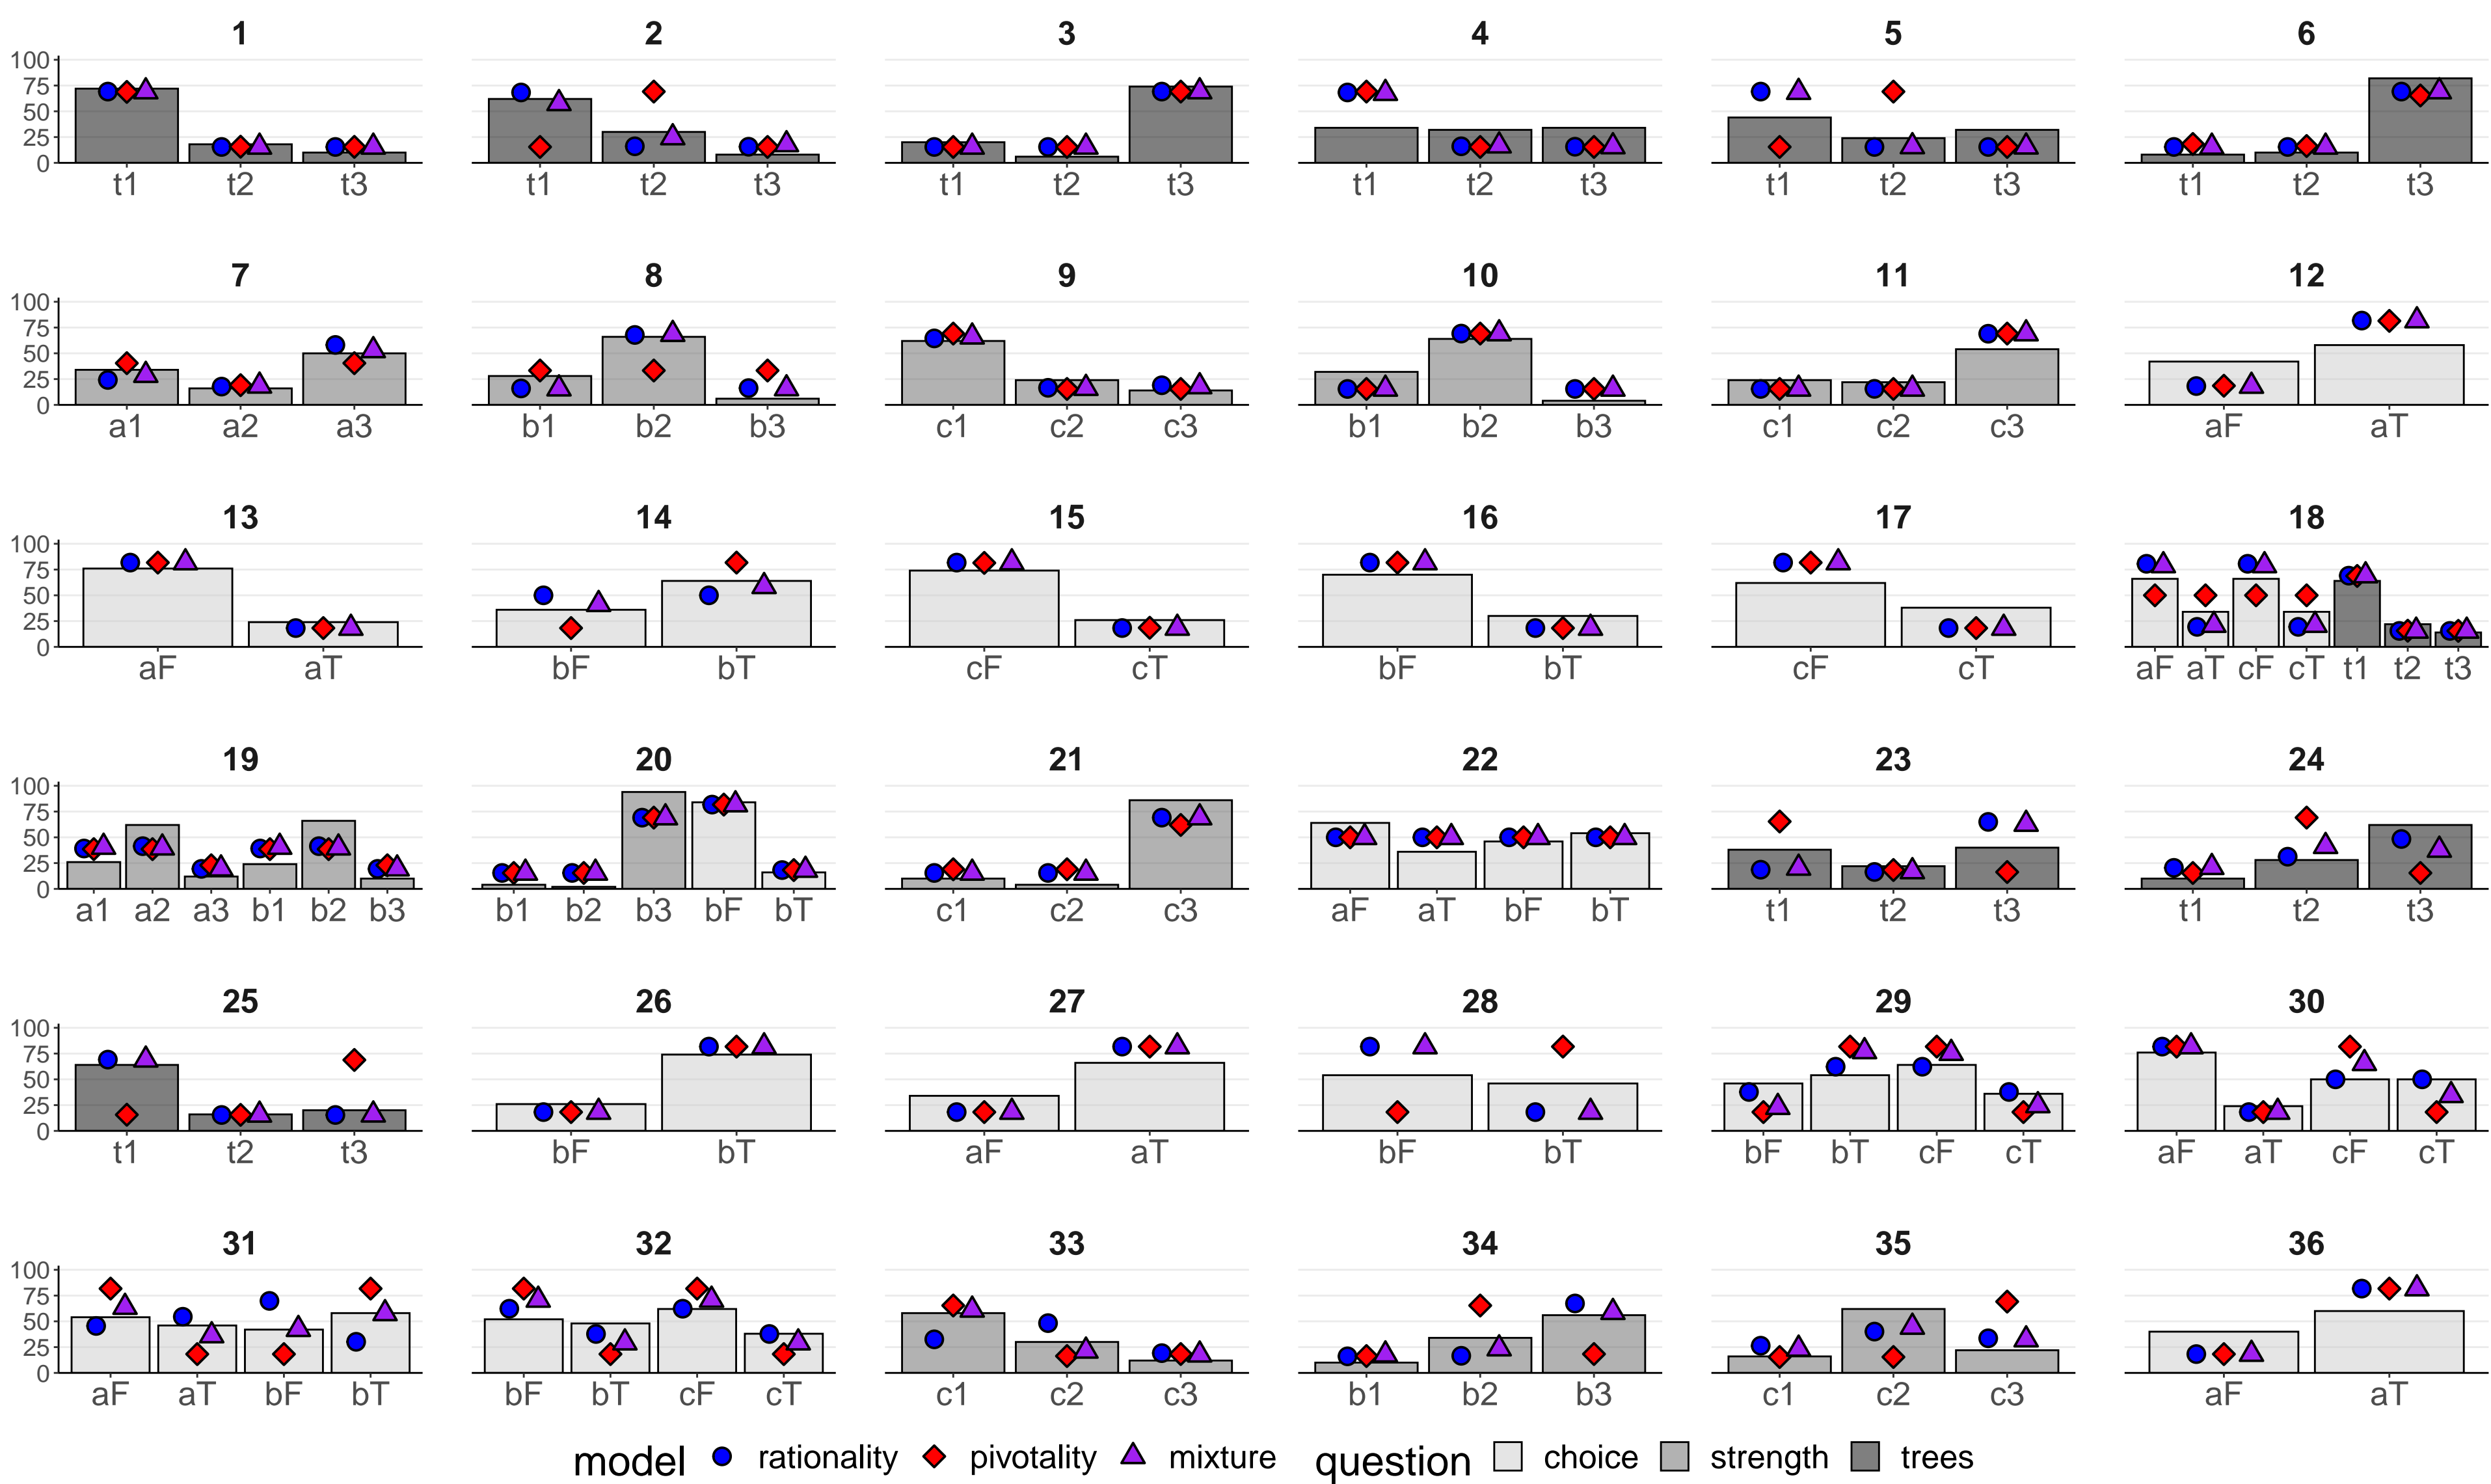 1 2 3 4 5 6
100
75
50
25
0
t1 t2 t3 t1 t2 t3 t1 t2 t3 t1 t2 t3 t1 t2 t3 t1 t2 t3
7 8 9 10 11 12
100
75
50
25
0
a1 a2 a3 b1 b2 b3 c1 c2 c3 b1 b2 b3 c1 c2 c3 aF aT
13 14 15 16 17 18
100
75
50
25
0
aF aT bF bT cF cT bF bT cF cT aF aT cF cT t1 t2 t3
19 20 21 22 23 24
100
75
50
25
0
a1 a2 a3 b1 b2 b3 b1 b2 b3 bF bT c1 c2 c3 aF aT bF bT t1 t2 t3 t1 t2 t3
25 26 27 28 29 30
100
75
50
25
0
t1 t2 t3 bF bT aF aT bF bT bF bT cF cT aF aT cF cT
31 32 33 34 35 36
100
75
50
25
0
aF aT bF bT bF bT cF cT c1 c2 c3 b1 b2 b3 c1 c2 c3 aF aT
model rationality pivotality mixture question choice strength trees